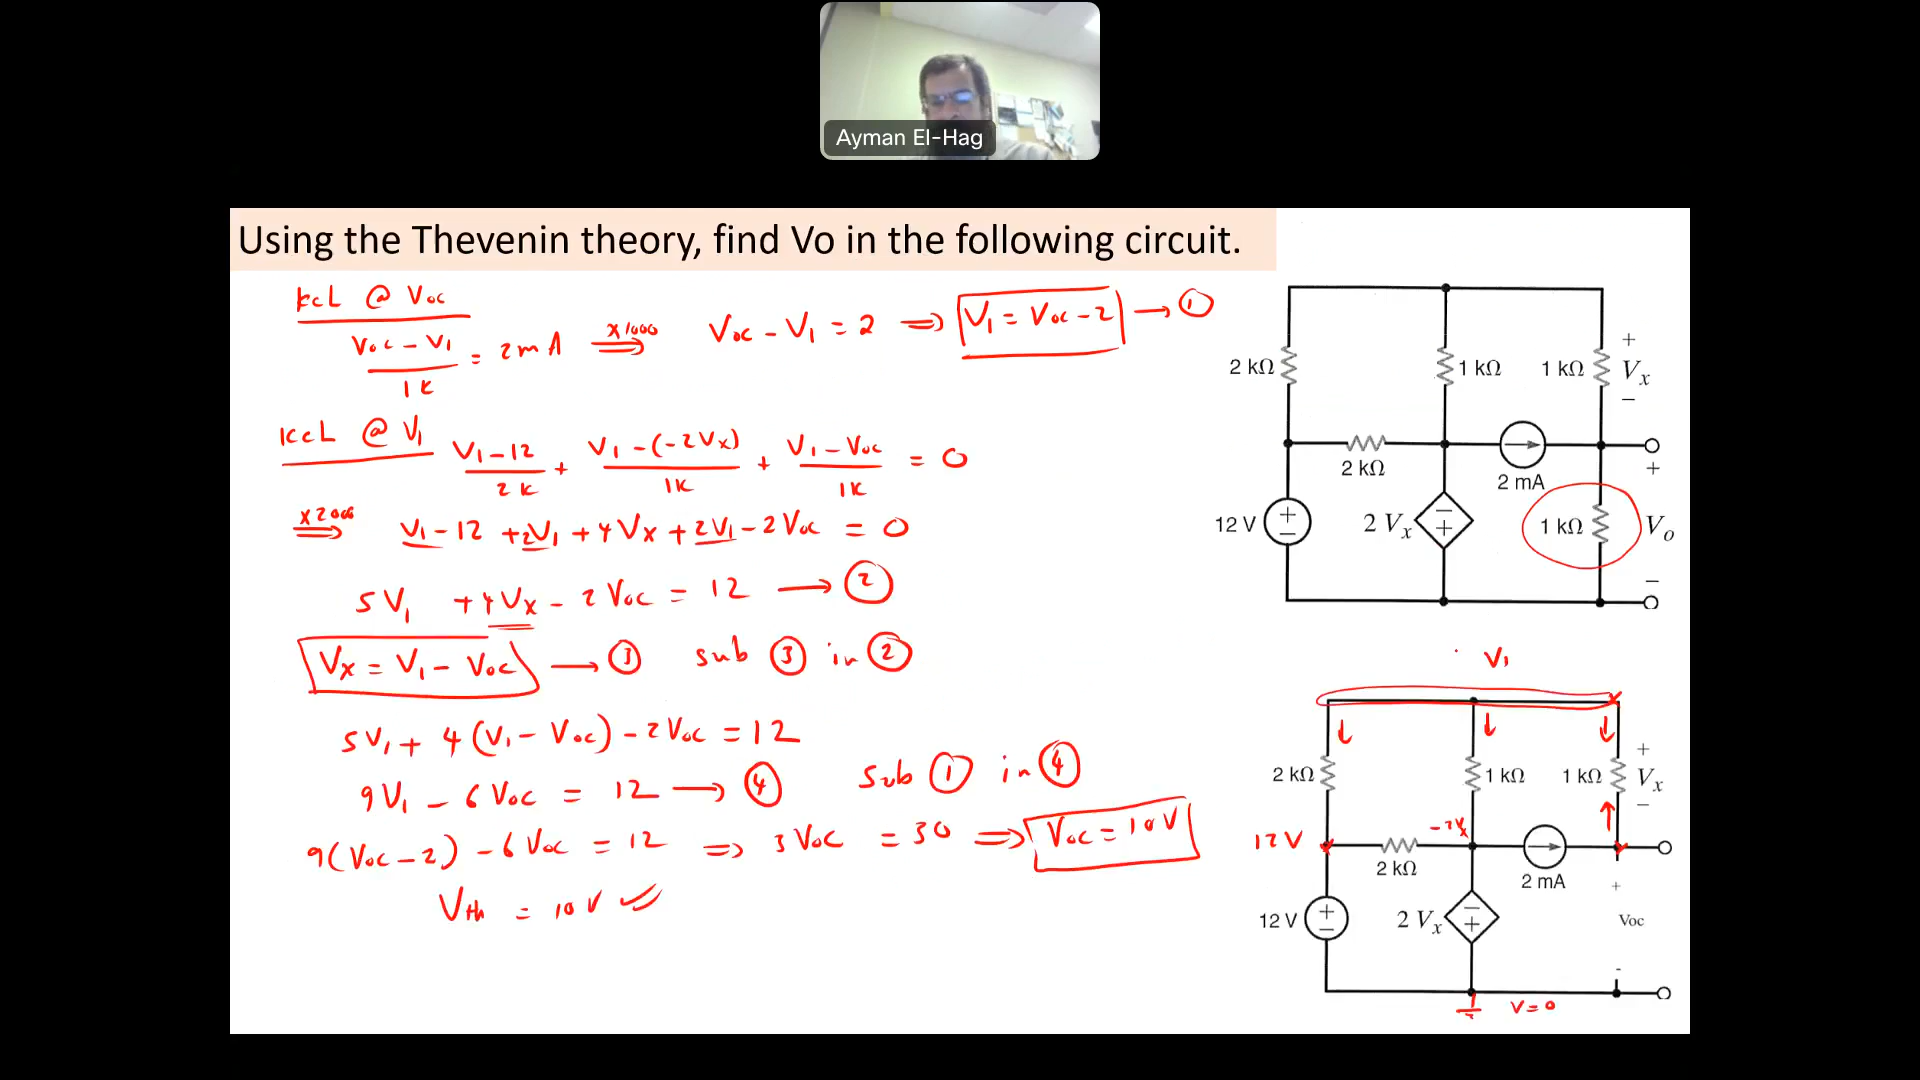 Ayman El-Hag
Using the Thevenin theory, find Vo in the following circuit.
KCL @ Voc
Voc - V1 / 1K = 2mA ⟹ x1000 Voc - V1 = 2 ⟹ V1 = Voc - 2 → ①
KCL @ V1
V1 - 12 / 2K + V1 - (-2Vx) / 1K + V1 - Voc / 1K = 0
x2000 ⟹ V1 - 12 + 2V1 + 4Vx + 2V1 - 2Voc = 0
5V1 + 4Vx - 2Voc = 12 → ②
Vx = V1 - Voc → ③ sub ③ in ②
5V1 + 4(V1 - Voc) - 2Voc = 12
9V1 - 6Voc = 12 → ④ Sub ① in ④
9(Voc - 2) - 6Voc = 12 ⟹ 3Voc = 30 ⟹ Voc = 10V
Vth = 10V ✓
+
2 kΩ 1 kΩ 1 kΩ Vx
−
2 kΩ 2 mA +
12 V + − 2 Vx − + 1 kΩ Vo
−
V1
+
2 kΩ 1 kΩ 1 kΩ Vx
−
12V -2Vx
2 kΩ 2 mA +
12 V + − 2 Vx − + Voc
-
V=0